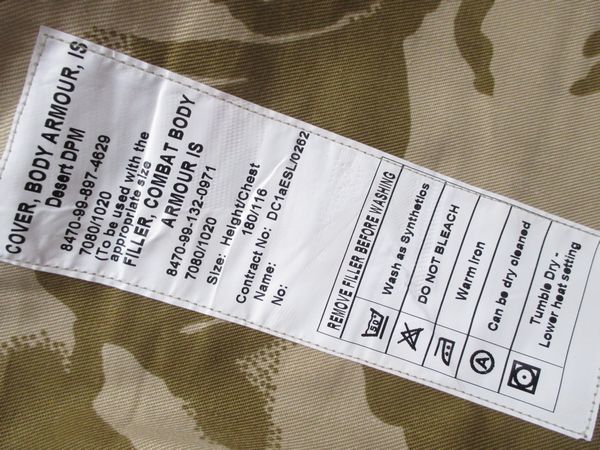 COVER, BODY ARMOUR, IS
Desert DPM
8470-99-897-4629
7080/1020
(To be used with the
appropriate size
FILLER, COMBAT BODY
ARMOUR IS
8470-99-132-0971
7080/1020
Size: Height/Chest
180/116
Contract No: DC1aESL/0262
Name:
No:
REMOVE FILLER BEFORE WASHING
50 Wash as Synthetics
DO NOT BLEACH
Warm Iron
A Can be dry cleaned
Tumble Dry -
Lower heat setting